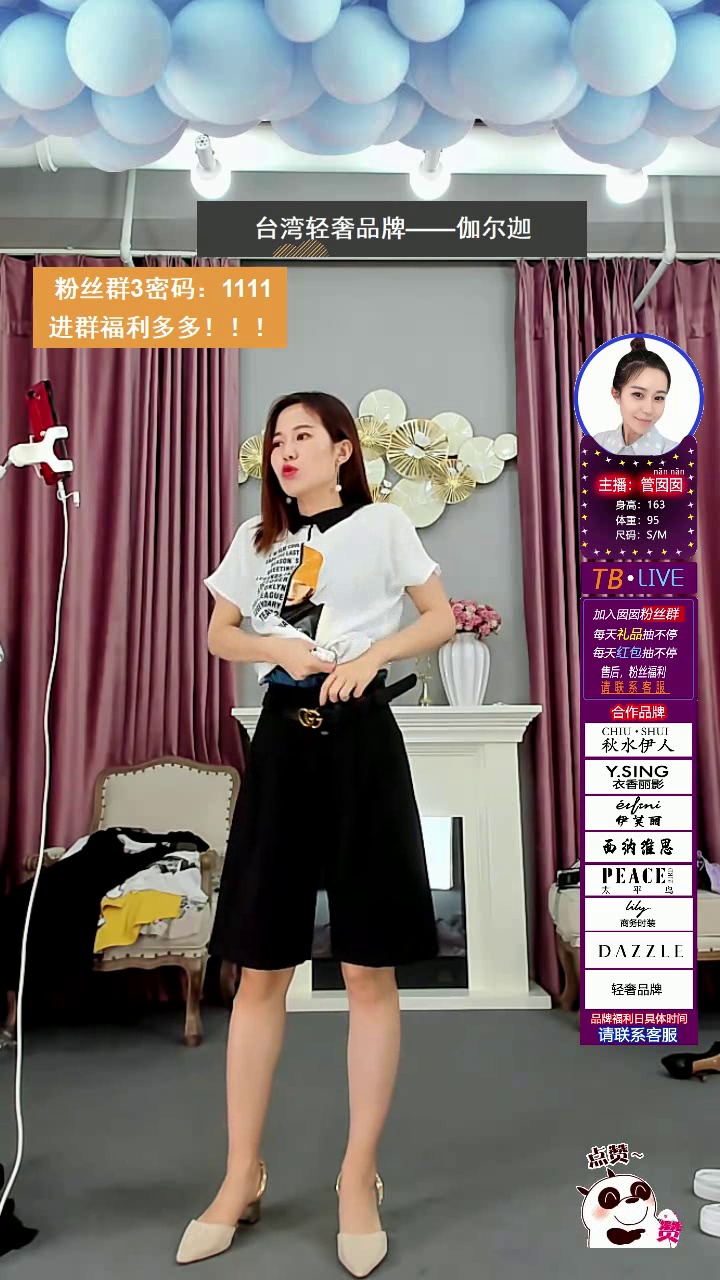 台湾轻奢品牌——伽尔迦
粉丝群3密码：1111
进群福利多多！！！
nān nān
主播：管囡囡
身高：163
体重：95
尺码：S/M
TB·LIVE
加入囡囡粉丝群
每天礼品抽不停
每天红包抽不停
售后，粉丝福利
请联系客服
合作品牌
CHIU·SHUI
秋水伊人
Y.SING
衣香丽影
éifini
伊芙丽
西纳维思
PEACE
太平鸟
lily
商务时装
DAZZLE
轻奢品牌
品牌福利日具体时间
请联系客服
点赞~
赞